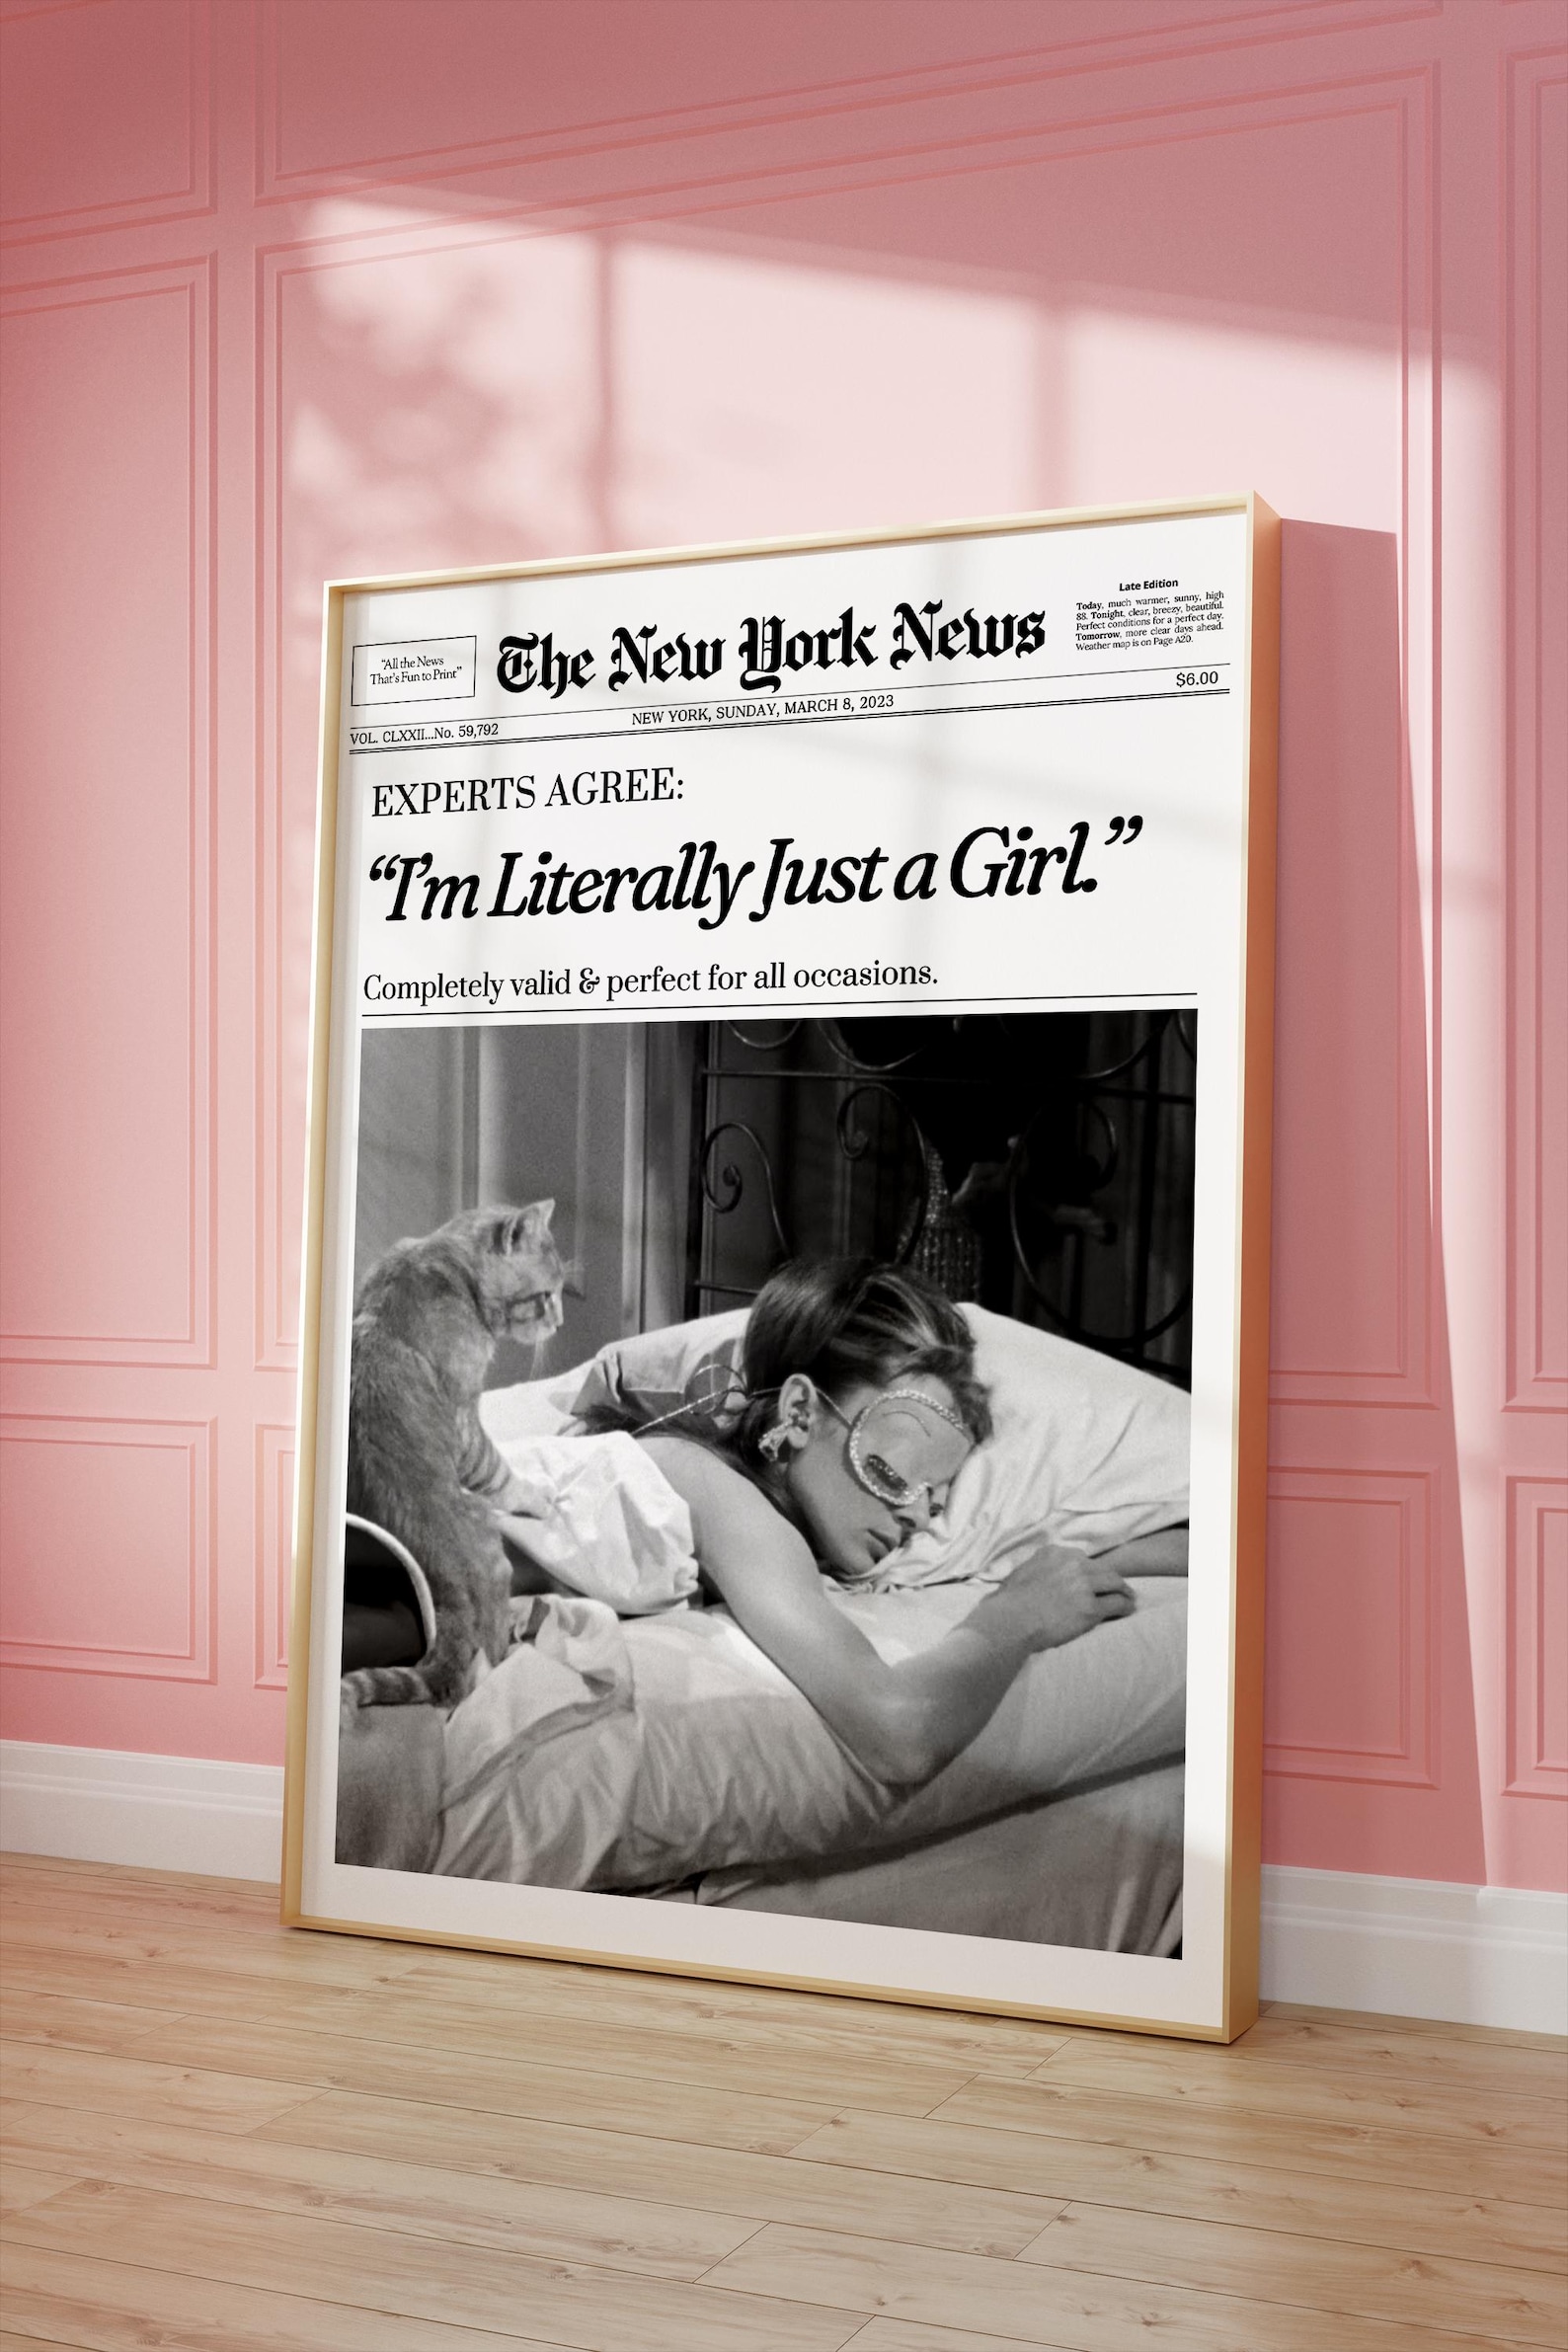 "All the News
That's Fun to Print"
The New York News
Late Edition
Today, much warmer, sunny, high
88. Tonight, clear, breezy, beautiful.
Perfect conditions for a perfect day.
Tomorrow, more clear days ahead.
Weather map is on Page A20.
VOL. CLXXII...No. 59,792
NEW YORK, SUNDAY, MARCH 8, 2023
$6.00
EXPERTS AGREE:
“I’m Literally Just a Girl.”
Completely valid & perfect for all occasions.